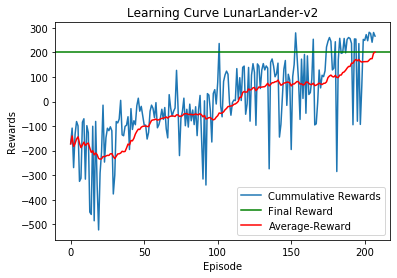 Learning Curve LunarLander-v2
Rewards
300
200
100
0
−100
−200
−300
−400
−500
Cummulative Rewards
Final Reward
Average-Reward
0
50
100
150
200
Episode